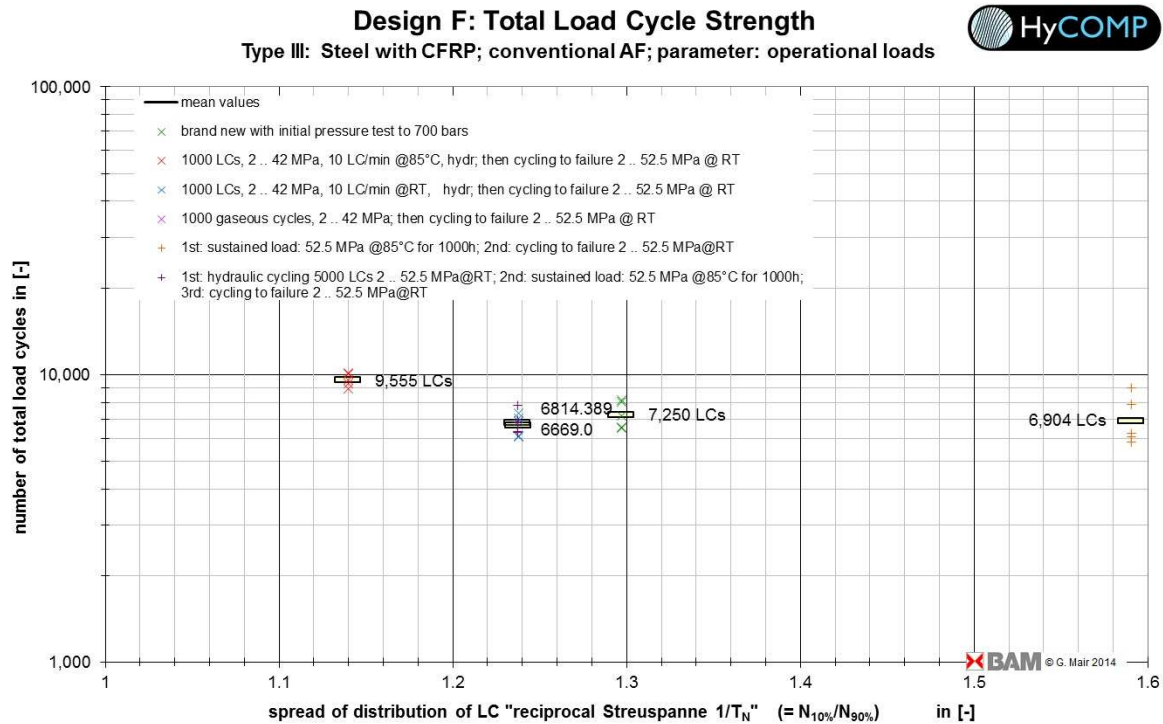 Design F: Total Load Cycle Strength
HyCOMP
Type III: Steel with CFRP; conventional AF; parameter: operational loads
100,000
mean values
brand new with initial pressure test to 700 bars
1000 LCs, 2 .. 42 MPa, 10 LC/min @85°C, hydr; then cycling to failure 2 .. 52.5 MPa @ RT
1000 LCs, 2 .. 42 MPa, 10 LC/min @RT, hydr; then cycling to failure 2 .. 52.5 MPa @ RT
1000 gaseous cycles, 2 .. 42 MPa; then cycling to failure 2 .. 52.5 MPa @ RT
1st: sustained load: 52.5 MPa @85°C for 1000h; 2nd: cycling to failure 2 .. 52.5 MPa@RT
1st: hydraulic cycling 5000 LCs 2 .. 52.5 MPa@RT; 2nd: sustained load: 52.5 MPa @85°C for 1000h;
3rd: cycling to failure 2 .. 52.5 MPa@RT
number of total load cycles in [-]
10,000
9,555 LCs
6814.389
7,250 LCs
6,904 LCs
6669.0
1,000
BAM © G. Mair 2014
1 1.1 1.2 1.3 1.4 1.5 1.6
spread of distribution of LC "reciprocal Streuspanne 1/TN" (= N10%/N90%) in [-]